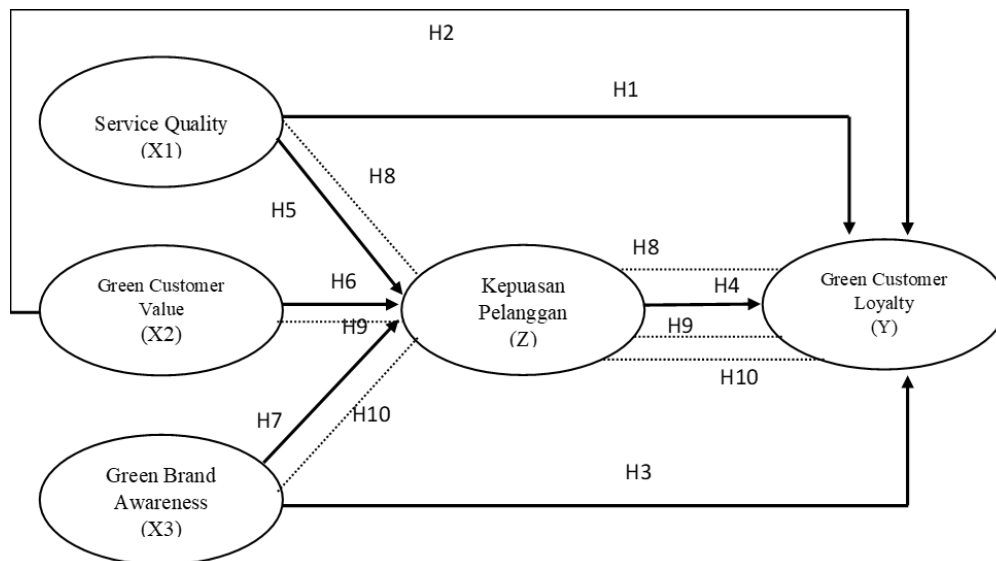 H2
H1
Service Quality
(X1)
H8
H5
H8
Green Customer
Value
(X2)
H6
H9
Kepuasan
Pelanggan
(Z)
H4
H9
H10
Green Customer
Loyalty
(Y)
H7
H10
Green Brand
Awareness
(X3)
H3